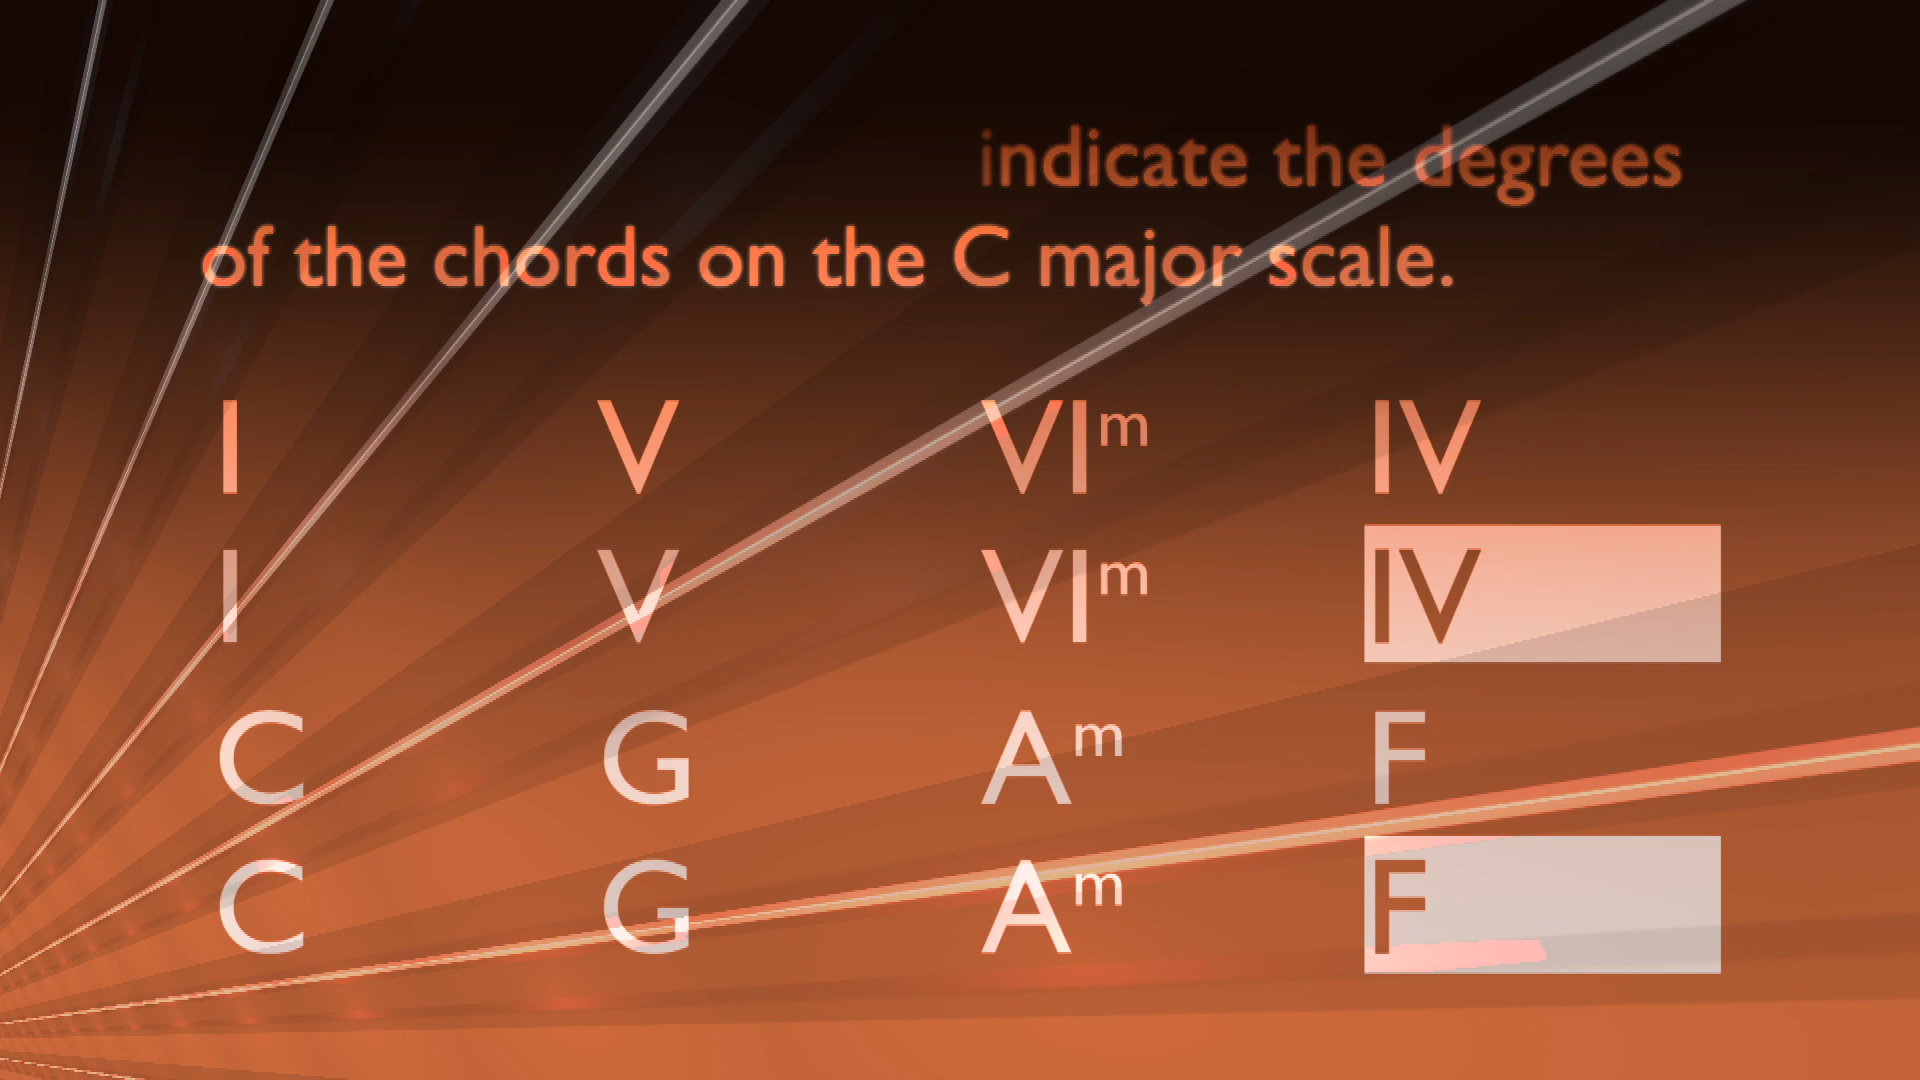 indicate the degrees
of the chords on the C major scale.
I V VIm IV
I V VIm IV
C G Am F
C G Am F